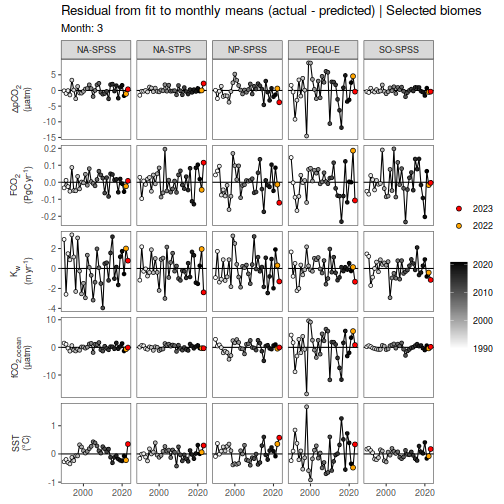 Residual from fit to monthly means (actual - predicted) | Selected biomes
Month: 3
NA-SPSS NA-STPS NP-SPSS PEQU-E SO-SPSS
ΔpCO2 (µatm)
5
0
-5
-10
-15
fCO2 (PgC yr⁻¹)
0.2
0.1
0.0
-0.1
-0.2
Kw (m yr⁻¹)
2
0
-2
-4
fCO2,ocean (µatm)
10
0
-10
SST (°C)
1
0
-1
2000 2020 2000 2020 2000 2020 2000 2020 2000 2020
2023
2022
2020
2010
2000
1990